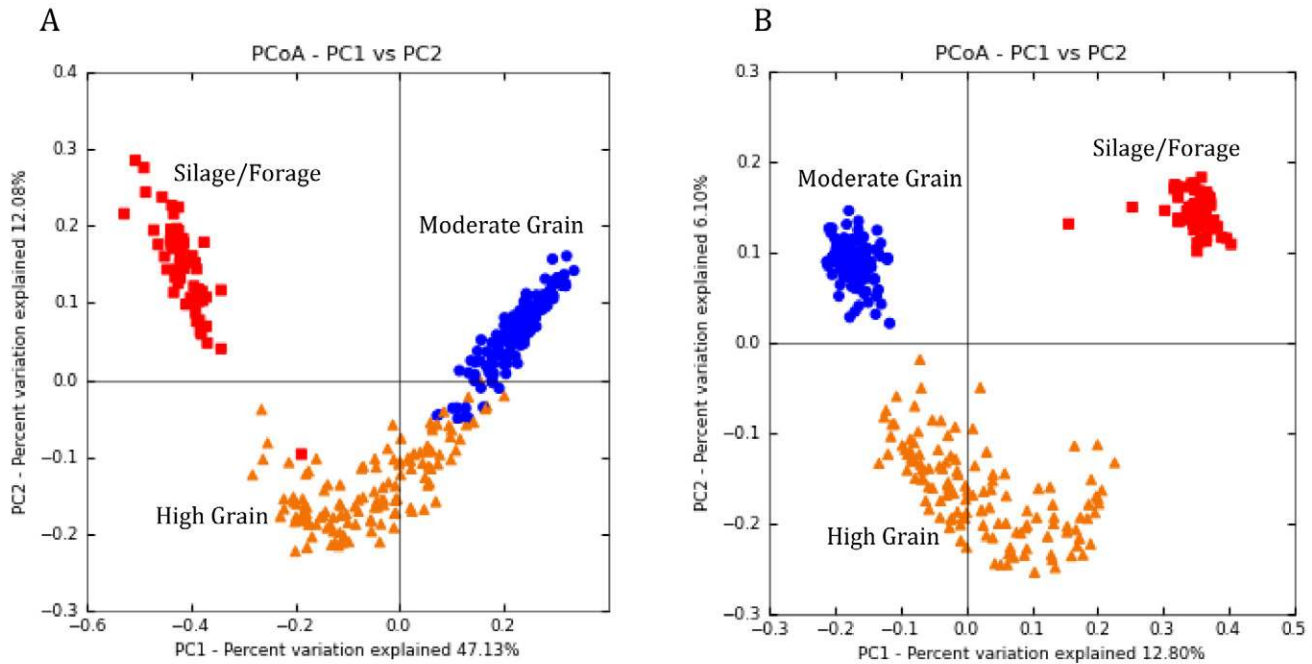 A
PCoA - PC1 vs PC2
0.4
0.3
0.2
0.1
0.0
−0.1
−0.2
−0.3
−0.6
−0.4
−0.2
0.0
0.2
PC2 - Percent variation explained 12.08%
PC1 - Percent variation explained 47.13%
Silage/Forage
Moderate Grain
High Grain
B
PCoA - PC1 vs PC2
0.3
0.2
0.1
0.0
−0.1
−0.2
−0.3
−0.3
−0.2
−0.1
0.0
0.1
0.2
0.3
0.4
0.5
PC2 - Percent variation explained 6.10%
PC1 - Percent variation explained 12.80%
Silage/Forage
Moderate Grain
High Grain